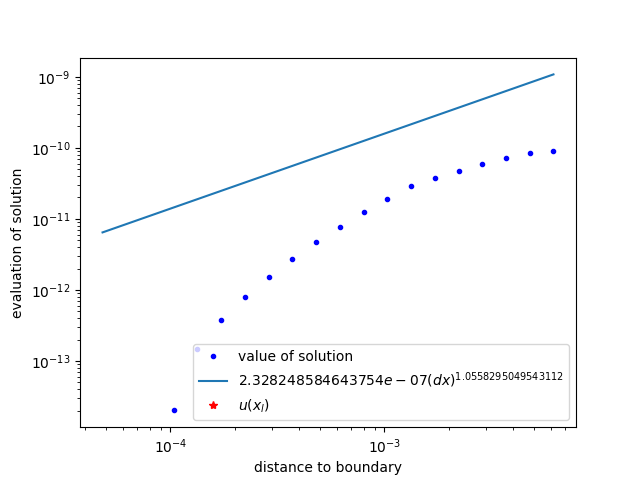 10⁻⁹
10⁻¹⁰
10⁻¹¹
10⁻¹²
10⁻¹³
evaluation of solution
value of solution
2.328248584643754e − 07(dx)^1.0558295049543112
u(x_l)
10⁻⁴
10⁻³
distance to boundary